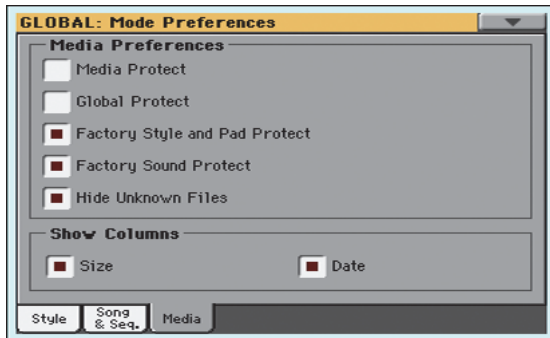 GLOBAL: Mode Preferences
Media Preferences
Media Protect
Global Protect
Factory Style and Pad Protect
Factory Sound Protect
Hide Unknown Files
Show Columns
Size Date
Style Song & Seq. Media